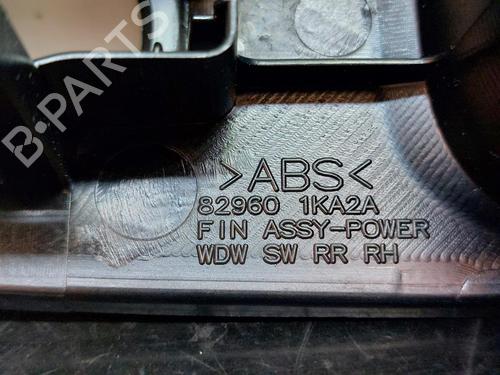 B-PARTS
>ABS<
82960 1KA2A
FIN ASSY-POWER
WDW SW RR RH